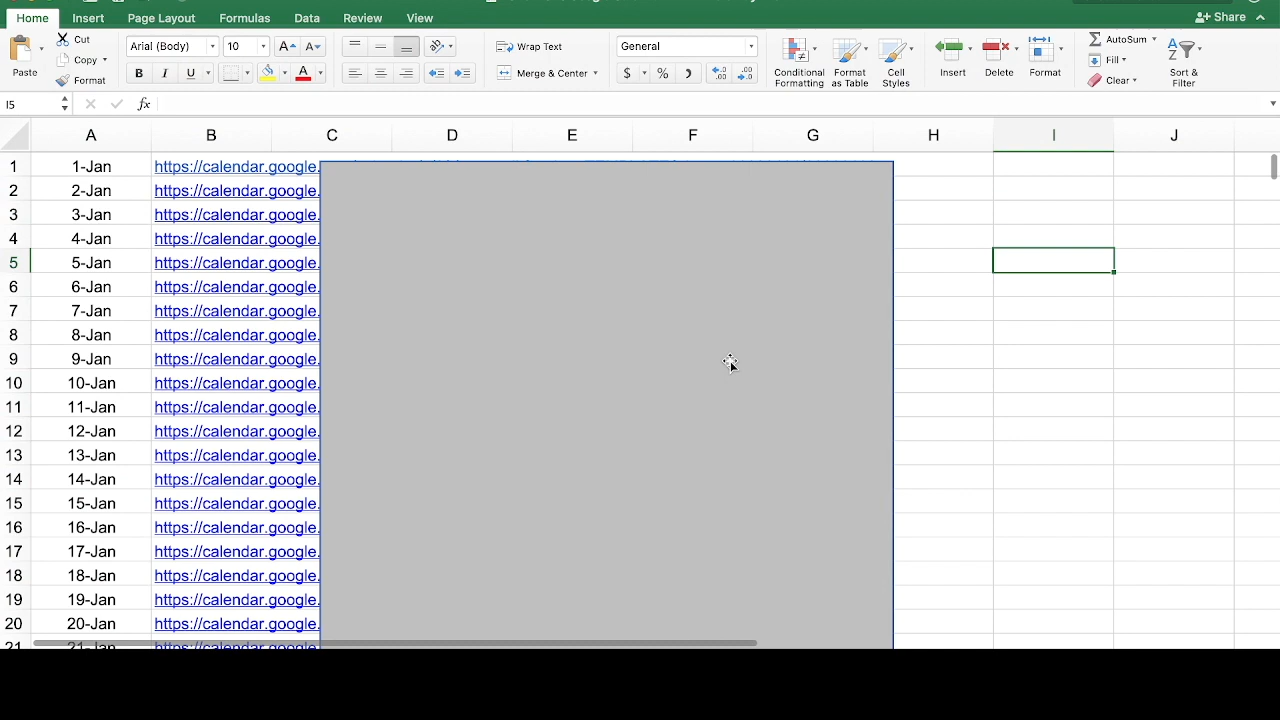 Home Insert Page Layout Formulas Data Review View Share
Paste Cut Copy Format
Arial (Body) 10 A A
B I U A
Wrap Text
Merge & Center
General
$ % )
Conditional Formatting
Format as Table
Cell Styles
Insert Delete Format
AutoSum
Fill
Clear
Sort & Filter
I5 fx
A B C D E F G H I J
1 1-Jan https://calendar.google.
2 2-Jan https://calendar.google.
3 3-Jan https://calendar.google.
4 4-Jan https://calendar.google.
5 5-Jan https://calendar.google.
6 6-Jan https://calendar.google.
7 7-Jan https://calendar.google.
8 8-Jan https://calendar.google.
9 9-Jan https://calendar.google.
10 10-Jan https://calendar.google.
11 11-Jan https://calendar.google.
12 12-Jan https://calendar.google.
13 13-Jan https://calendar.google.
14 14-Jan https://calendar.google.
15 15-Jan https://calendar.google.
16 16-Jan https://calendar.google.
17 17-Jan https://calendar.google.
18 18-Jan https://calendar.google.
19 19-Jan https://calendar.google.
20 20-Jan https://calendar.google.
21 21-Jan https://calendar.google.